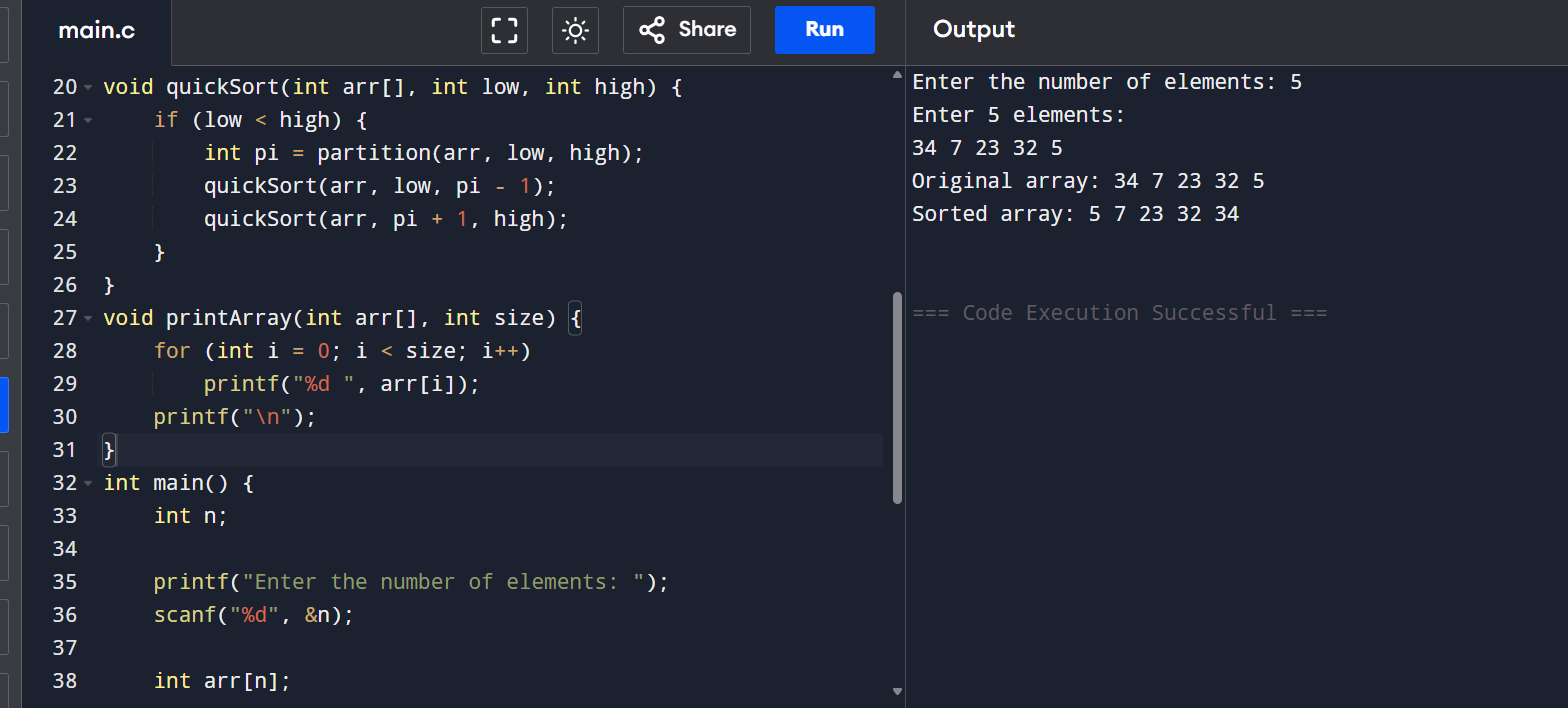 main.c
Share
Run
Output
20 void quickSort(int arr[], int low, int high) {
21     if (low < high) {
22         int pi = partition(arr, low, high);
23         quickSort(arr, low, pi - 1);
24         quickSort(arr, pi + 1, high);
25     }
26 }
27 void printArray(int arr[], int size) {
28     for (int i = 0; i < size; i++)
29         printf("%d ", arr[i]);
30     printf("\n");
31 }
32 int main() {
33     int n;
34
35     printf("Enter the number of elements: ");
36     scanf("%d", &n);
37
38     int arr[n];
Enter the number of elements: 5
Enter 5 elements:
34 7 23 32 5
Original array: 34 7 23 32 5
Sorted array: 5 7 23 32 34
=== Code Execution Successful ===